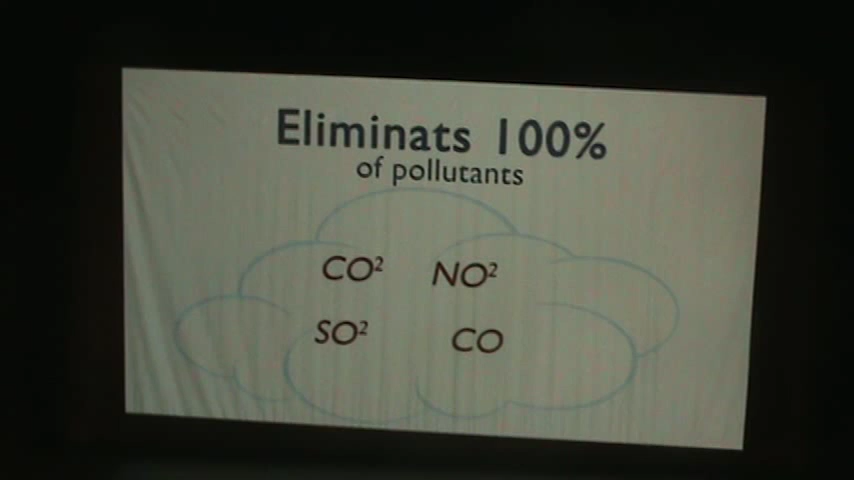 Eliminats 100%
of pollutants
CO² NO²
SO² CO